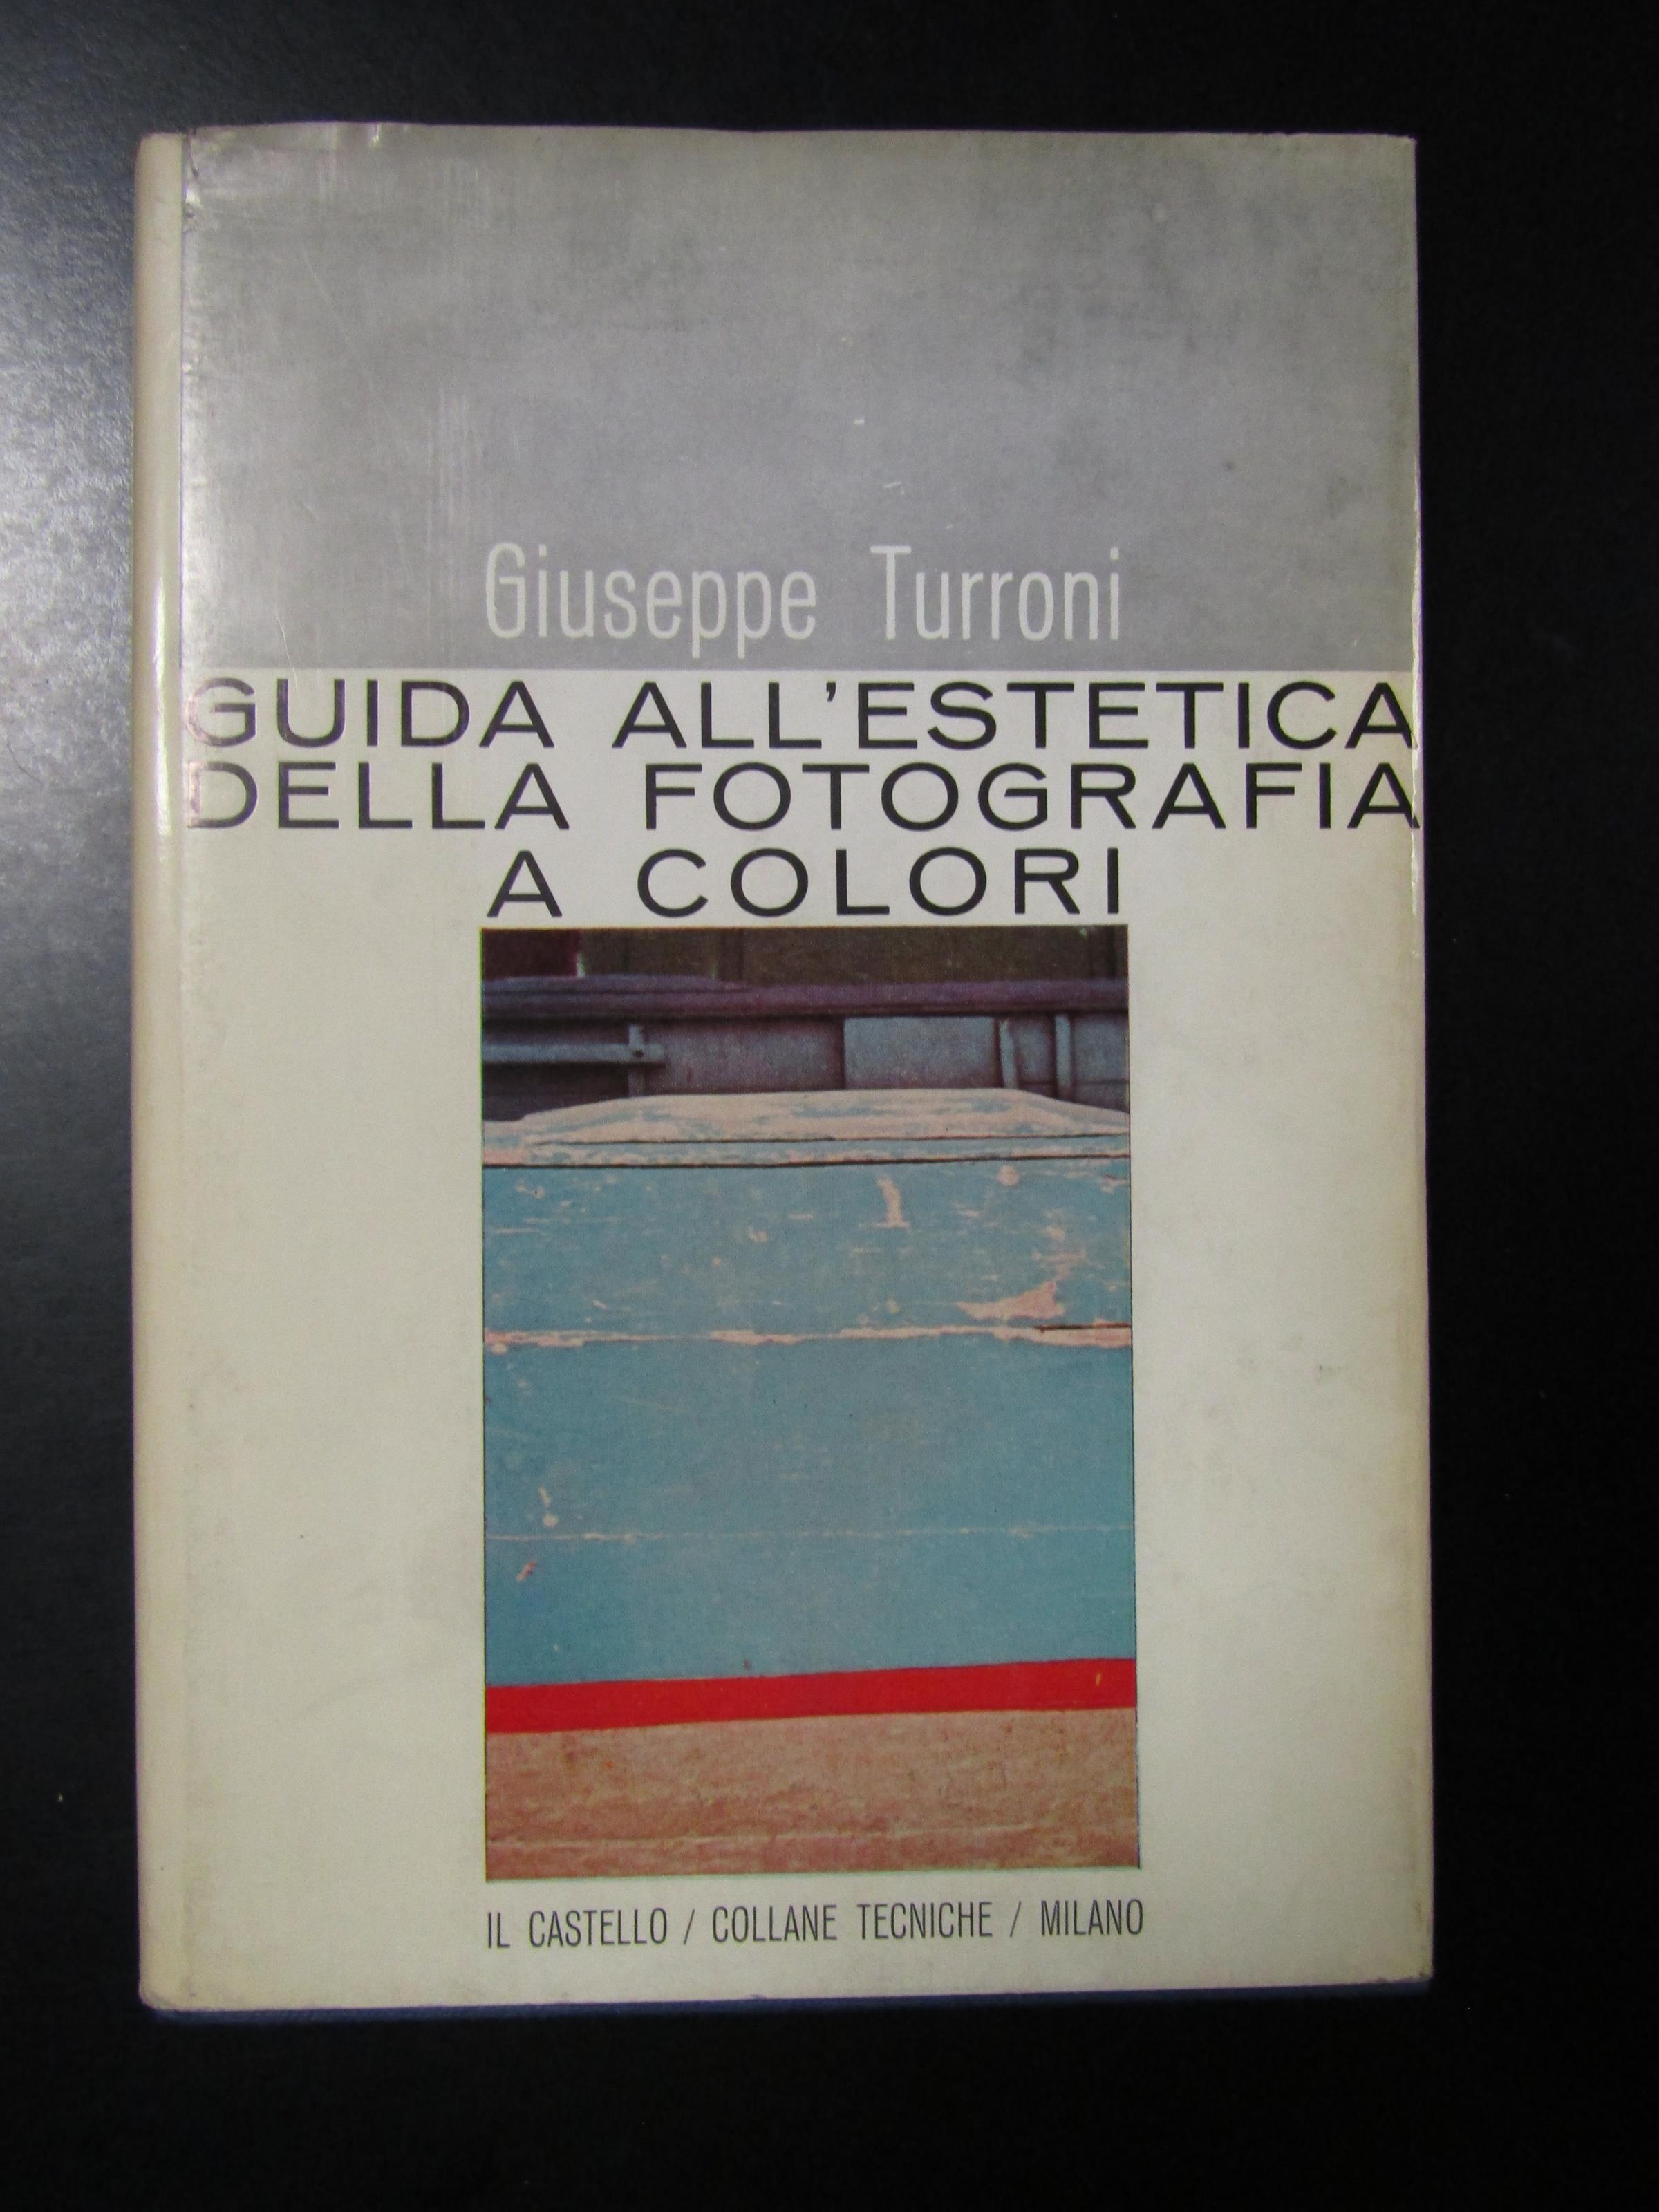 Giuseppe Turroni
GUIDA ALL'ESTETICA
DELLA FOTOGRAFIA
A COLORI
IL CASTELLO / COLLANE TECNICHE / MILANO